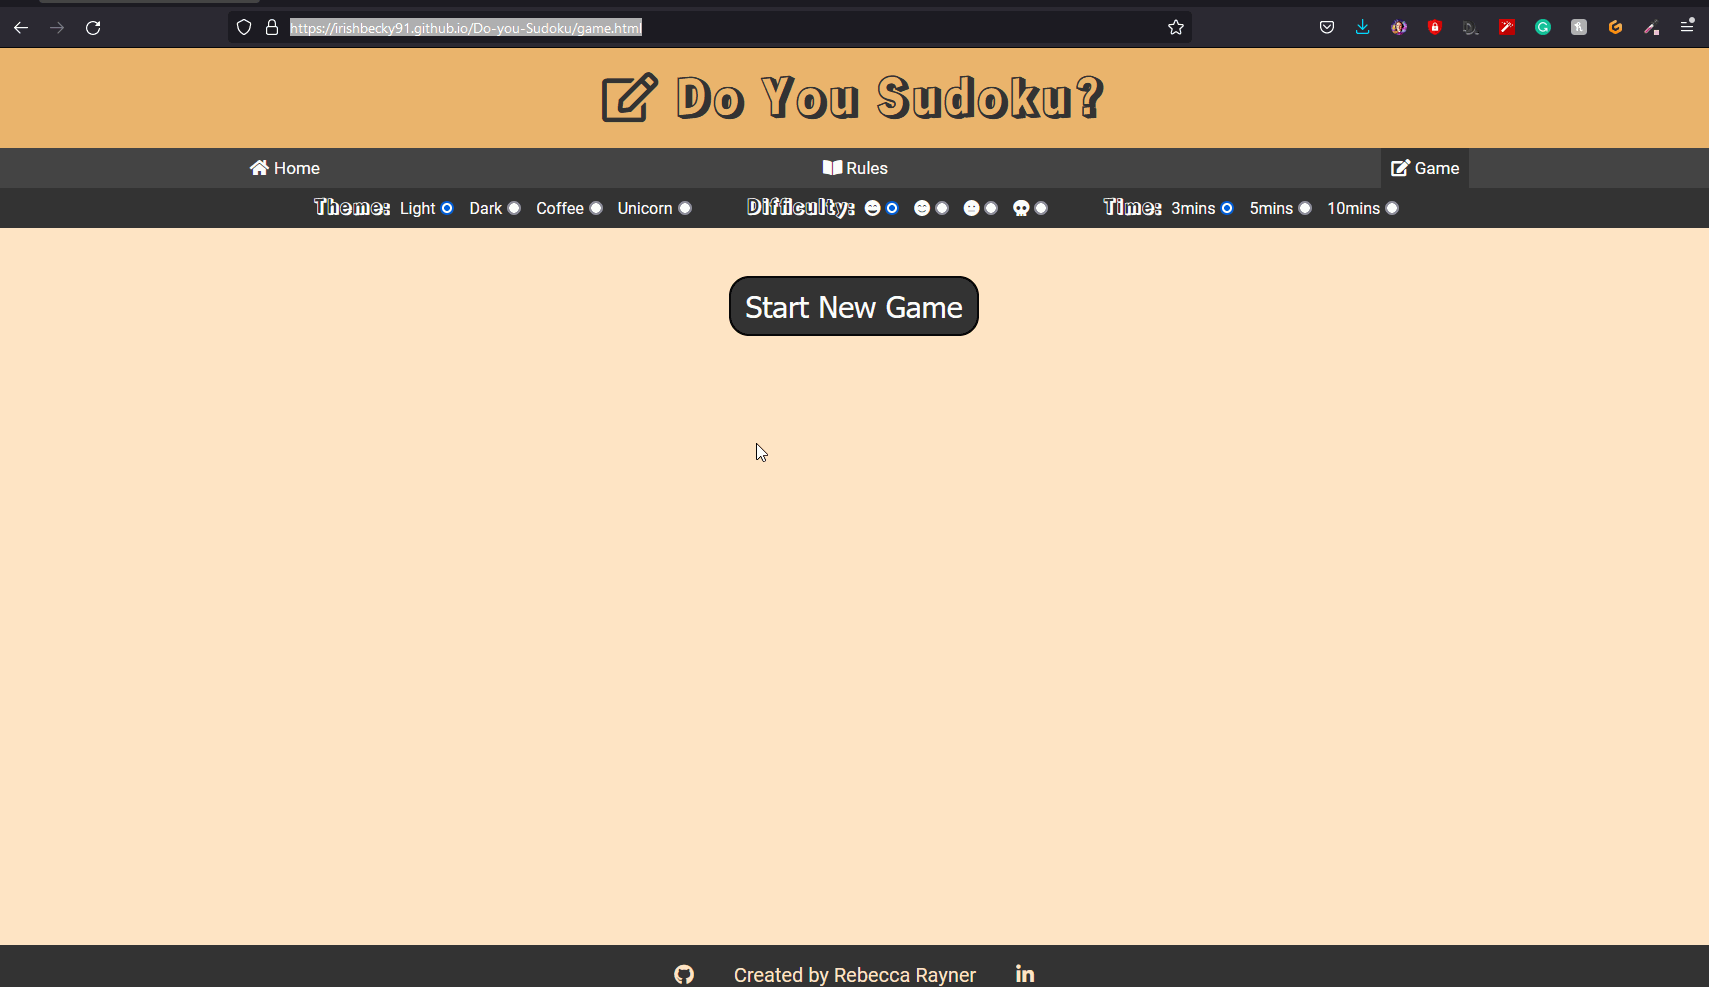 https://irishbecky91.github.io/Do-you-Sudoku/game.html
Do You Sudoku?
Home Rules Game
Theme: Light Dark Coffee Unicorn Difficulty: Time: 3mins 5mins 10mins
Start New Game
Created by Rebecca Rayner in